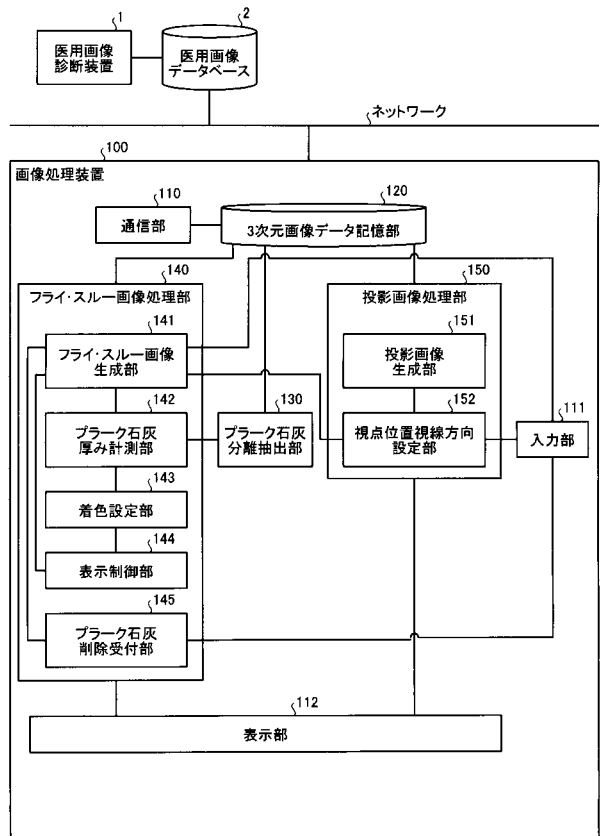 1
医用画像
診断装置
2
医用画像
データベース
ネットワーク
100
画像処理装置
110
通信部
120
3次元画像データ記憶部
140
フライ・スルー画像処理部
141
フライ・スルー画像
生成部
142
プラーク石灰
厚み計測部
143
着色設定部
144
表示制御部
145
プラーク石灰
削除受付部
130
プラーク石灰
分離抽出部
150
投影画像処理部
151
投影画像
生成部
152
視点位置視線方向
設定部
111
入力部
112
表示部